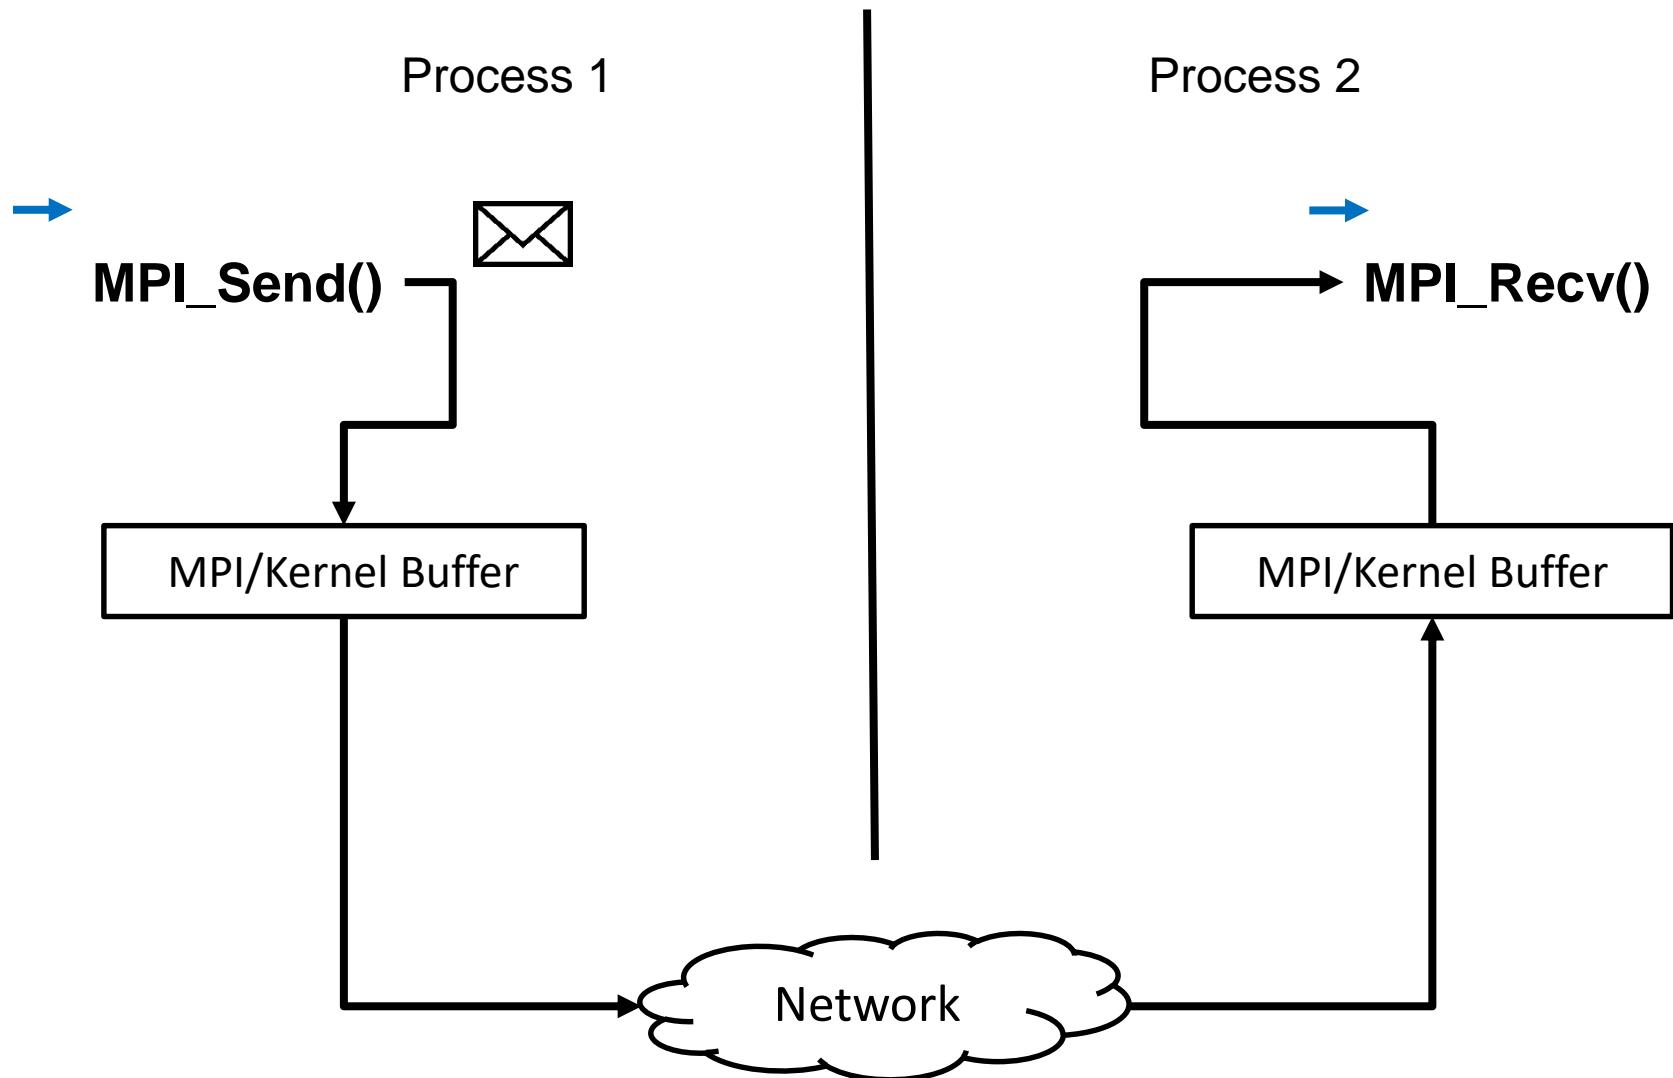 Process 1
Process 2
MPI_Send()
MPI_Recv()
MPI/Kernel Buffer
MPI/Kernel Buffer
Network